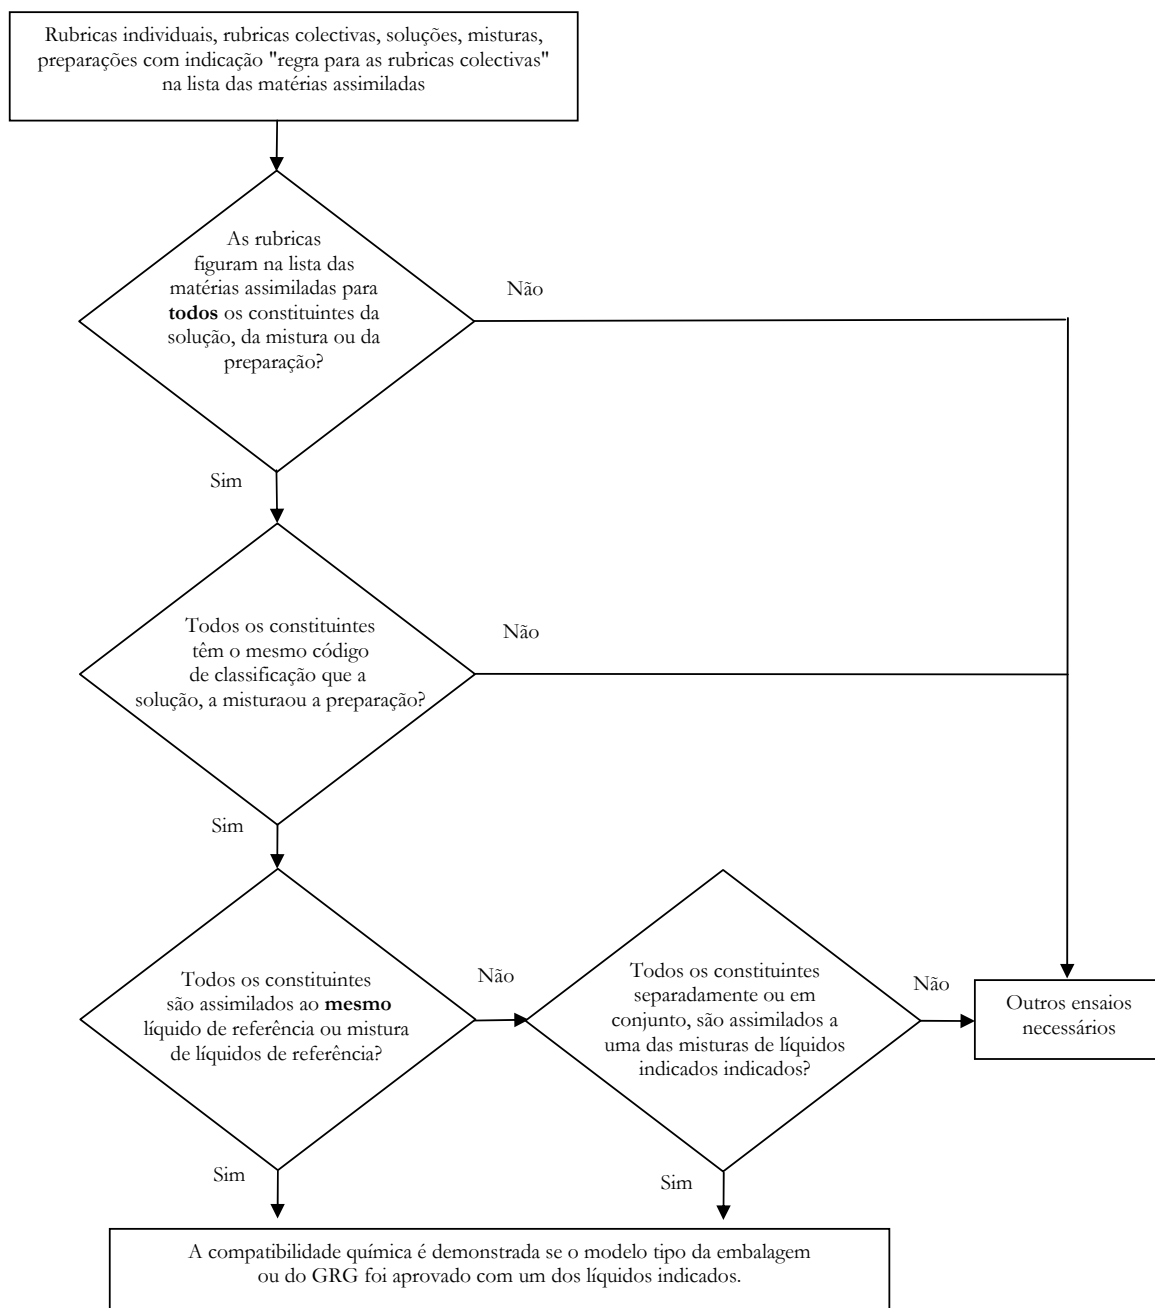 Rubricas individuais, rubricas colectivas, soluções, misturas,
preparações com indicação "regra para as rubricas colectivas"
na lista das matérias assimiladas
As rubricas
figuram na lista das
matérias assimiladas para
todos os constituintes da
solução, da mistura ou da
preparação?
Não
Sim
Todos os constituintes
têm o mesmo código
de classificação que a
solução, a misturaou a preparação?
Não
Sim
Todos os constituintes
são assimilados ao mesmo
líquido de referência ou mistura
de líquidos de referência?
Não
Todos os constituintes
separadamente ou em
conjunto, são assimilados a
uma das misturas de líquidos
indicados indicados?
Não
Outros ensaios
necessários
Sim
Sim
A compatibilidade química é demonstrada se o modelo tipo da embalagem
ou do GRG foi aprovado com um dos líquidos indicados.